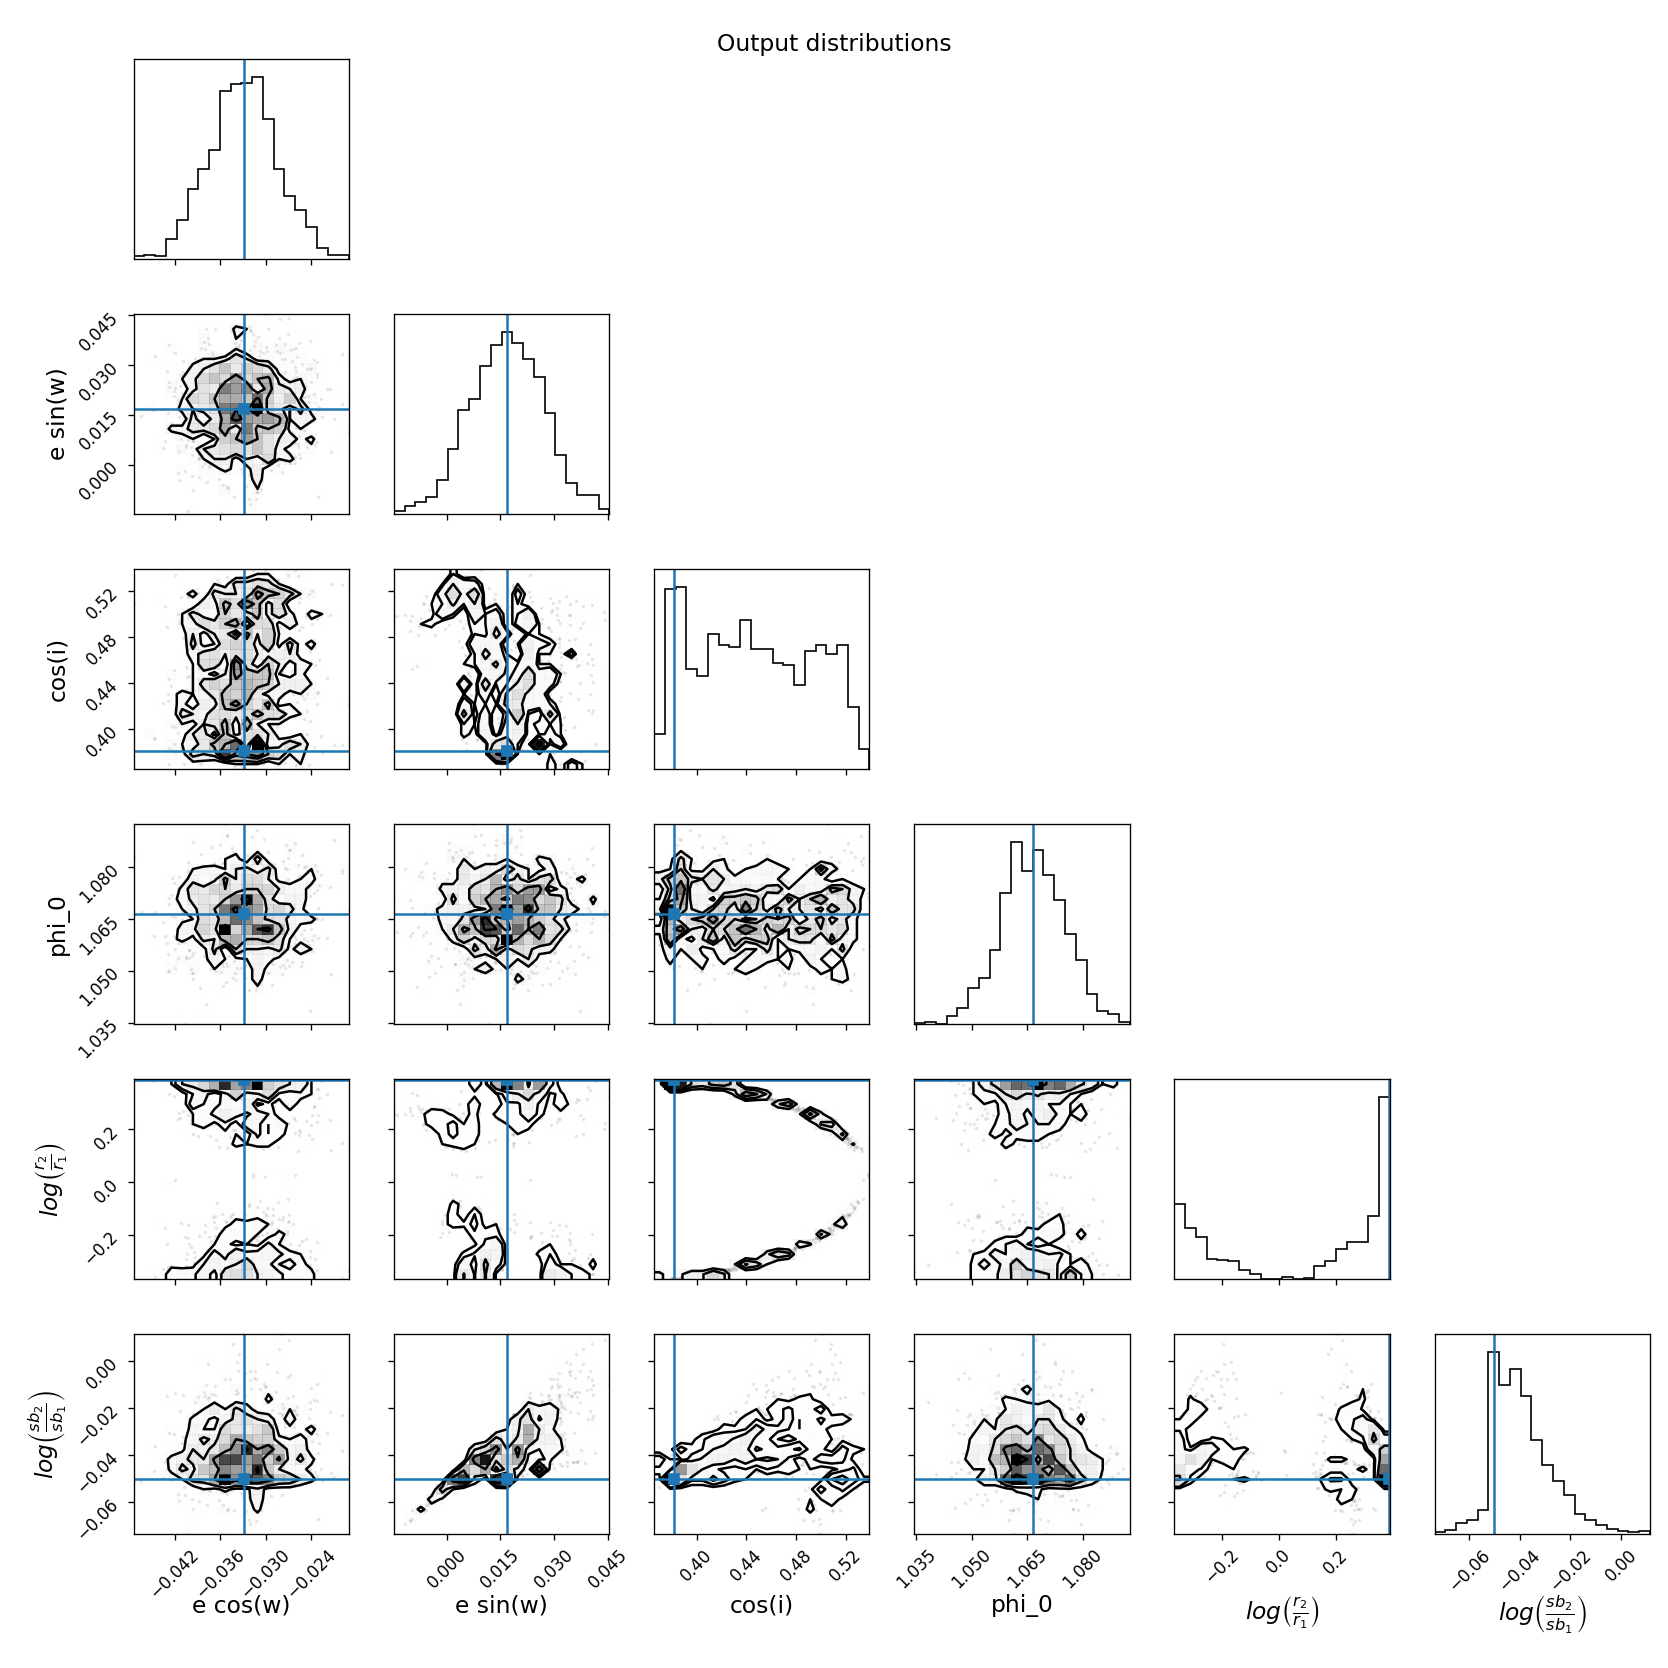 Output distributions
e sin(w)
0.045
0.030
0.015
0.000
cos(i)
0.52
0.48
0.44
0.40
phi_0
1.080
1.065
1.050
1.035
log(r2/r1)
0.2
0.0
−0.2
log(sb2/sb1)
0.00
−0.02
−0.04
−0.06
−0.042 −0.036 −0.030 −0.024
0.000 0.015 0.030 0.045
0.40 0.44 0.48 0.52
1.035 1.050 1.065 1.080
−0.2 0.0 0.2
−0.06 −0.04 −0.02 0.00
e cos(w) e sin(w) cos(i) phi_0 log(r2/r1) log(sb2/sb1)